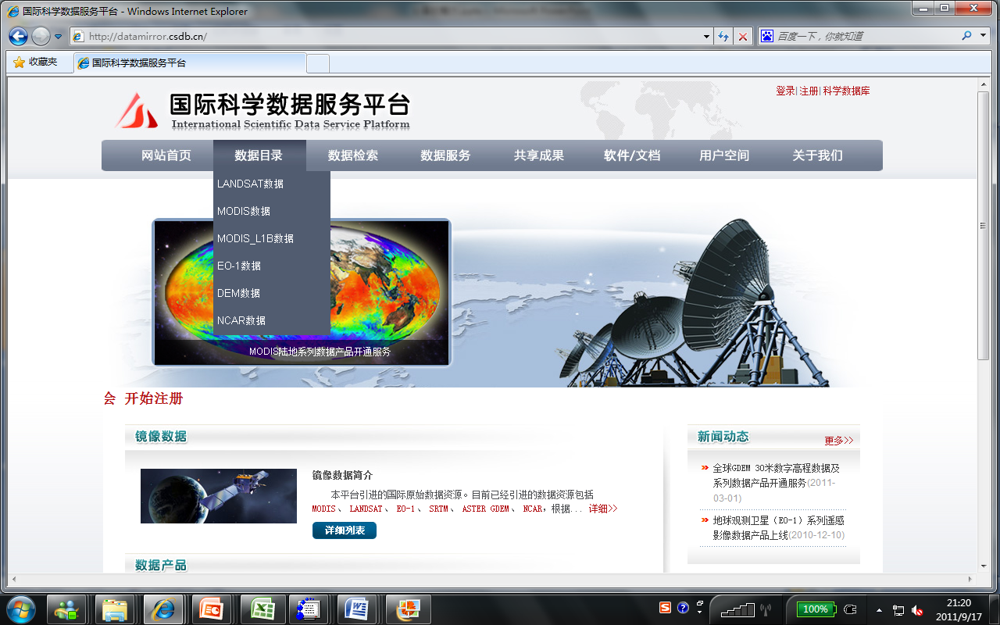 国际科学数据服务平台 - Windows Internet Explorer
http://datamirror.csdb.cn/
百度一下，你就知道
收藏夹
国际科学数据服务平台
登录| 注册| 科学数据库
国际科学数据服务平台
International Scientific Data Service Platform
网站首页 数据目录 数据检索 数据服务 共享成果 软件/文档 用户空间 关于我们
LANDSAT数据
MODIS数据
MODIS_L1B数据
EO-1数据
DEM数据
NCAR数据
MODIS陆地系列数据产品开通服务
会 开始注册
镜像数据
镜像数据简介
本平台引进的国际原始数据资源。目前已经引进的数据资源包括
MODIS、 LANDSAT、 EO-1、 SRTM、 ASTER GDEM、 NCAR，根据... 详细>>
详细列表
数据产品
新闻动态
更多>>
全球GDEM 30米数字高程数据及
系列数据产品开通服务(2011-
03-01)
地球观测卫星（EO-1）系列遥感
影像数据产品上线(2010-12-10)
100%
21:20
2011/9/17